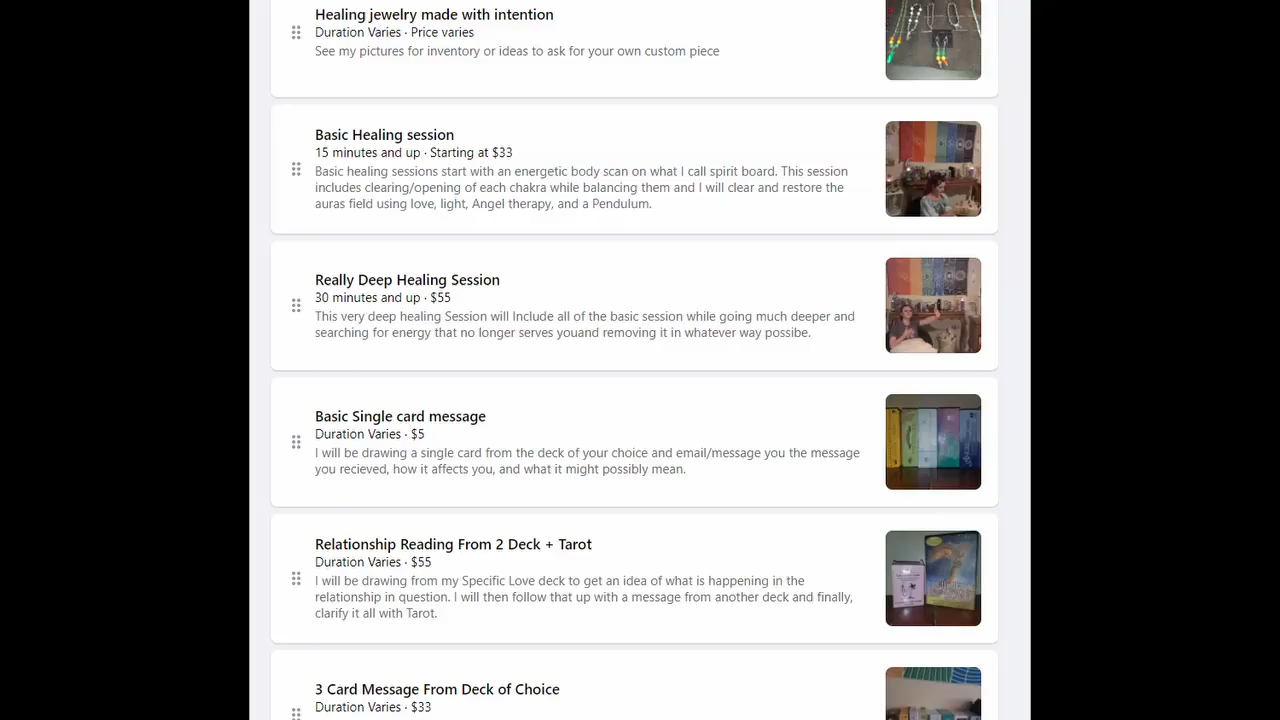 Healing jewelry made with intention
Duration Varies · Price varies
See my pictures for inventory or ideas to ask for your own custom piece
Basic Healing session
15 minutes and up · Starting at $33
Basic healing sessions start with an energetic body scan on what I call spirit board. This session
includes clearing/opening of each chakra while balancing them and I will clear and restore the
auras field using love, light, Angel therapy, and a Pendulum.
Really Deep Healing Session
30 minutes and up · $55
This very deep healing Session will Include all of the basic session while going much deeper and
searching for energy that no longer serves youand removing it in whatever way possibe.
Basic Single card message
Duration Varies · $5
I will be drawing a single card from the deck of your choice and email/message you the message
you recieved, how it affects you, and what it might possibly mean.
Relationship Reading From 2 Deck + Tarot
Duration Varies · $55
I will be drawing from my Specific Love deck to get an idea of what is happening in the
relationship in question. I will then follow that up with a message from another deck and finally,
clarify it all with Tarot.
3 Card Message From Deck of Choice
Duration Varies · $33